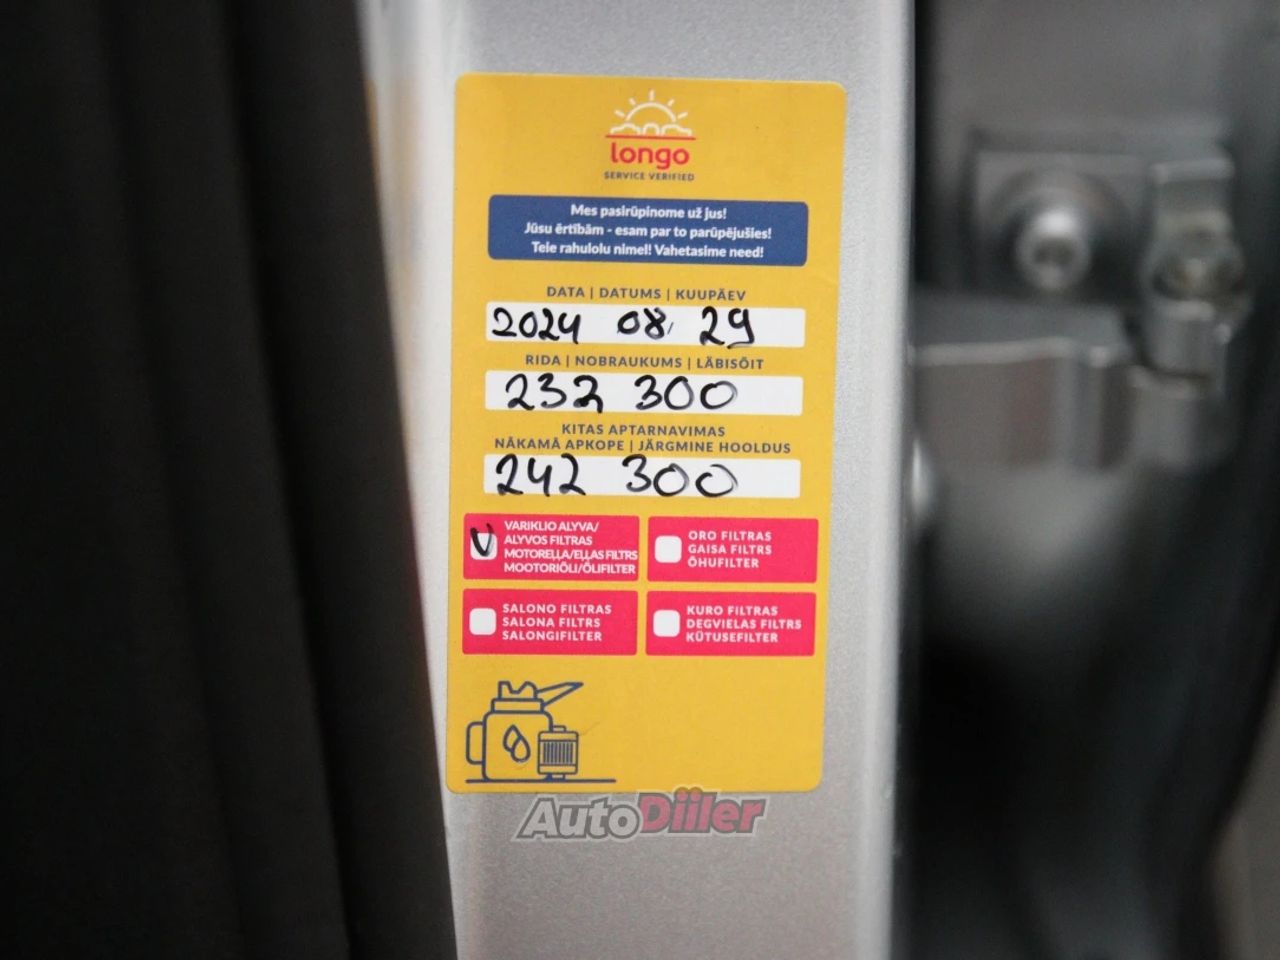 longo
SERVICE VERIFIED
Mes pasirūpinome už jus!
Jūsu ērtībām - esam par to parūpējušies!
Teie rahulolu nimel! Vahetasime need!
DATA | DATUMS | KUUPÄEV
2024 08. 29
RIDA | NOBRAUKUMS | LÄBISÕIT
232 300
KITAS APTARNAVIMAS
NĀKAMĀ APKOPE | JÄRGMINE HOOLDUS
242 300
V
VARIKLIO ALYVA/
ALYVOS FILTRAS
MOTOREĻĻA/EĻĻAS FILTRS
MOOTORIÕLI/ÕLIFILTER
ORO FILTRAS
GAISA FILTRS
ÕHUFILTER
SALONO FILTRAS
SALONA FILTRS
SALONGIFILTER
KURO FILTRAS
DEGVIELAS FILTRS
KÜTUSEFILTER
AutoDiiler